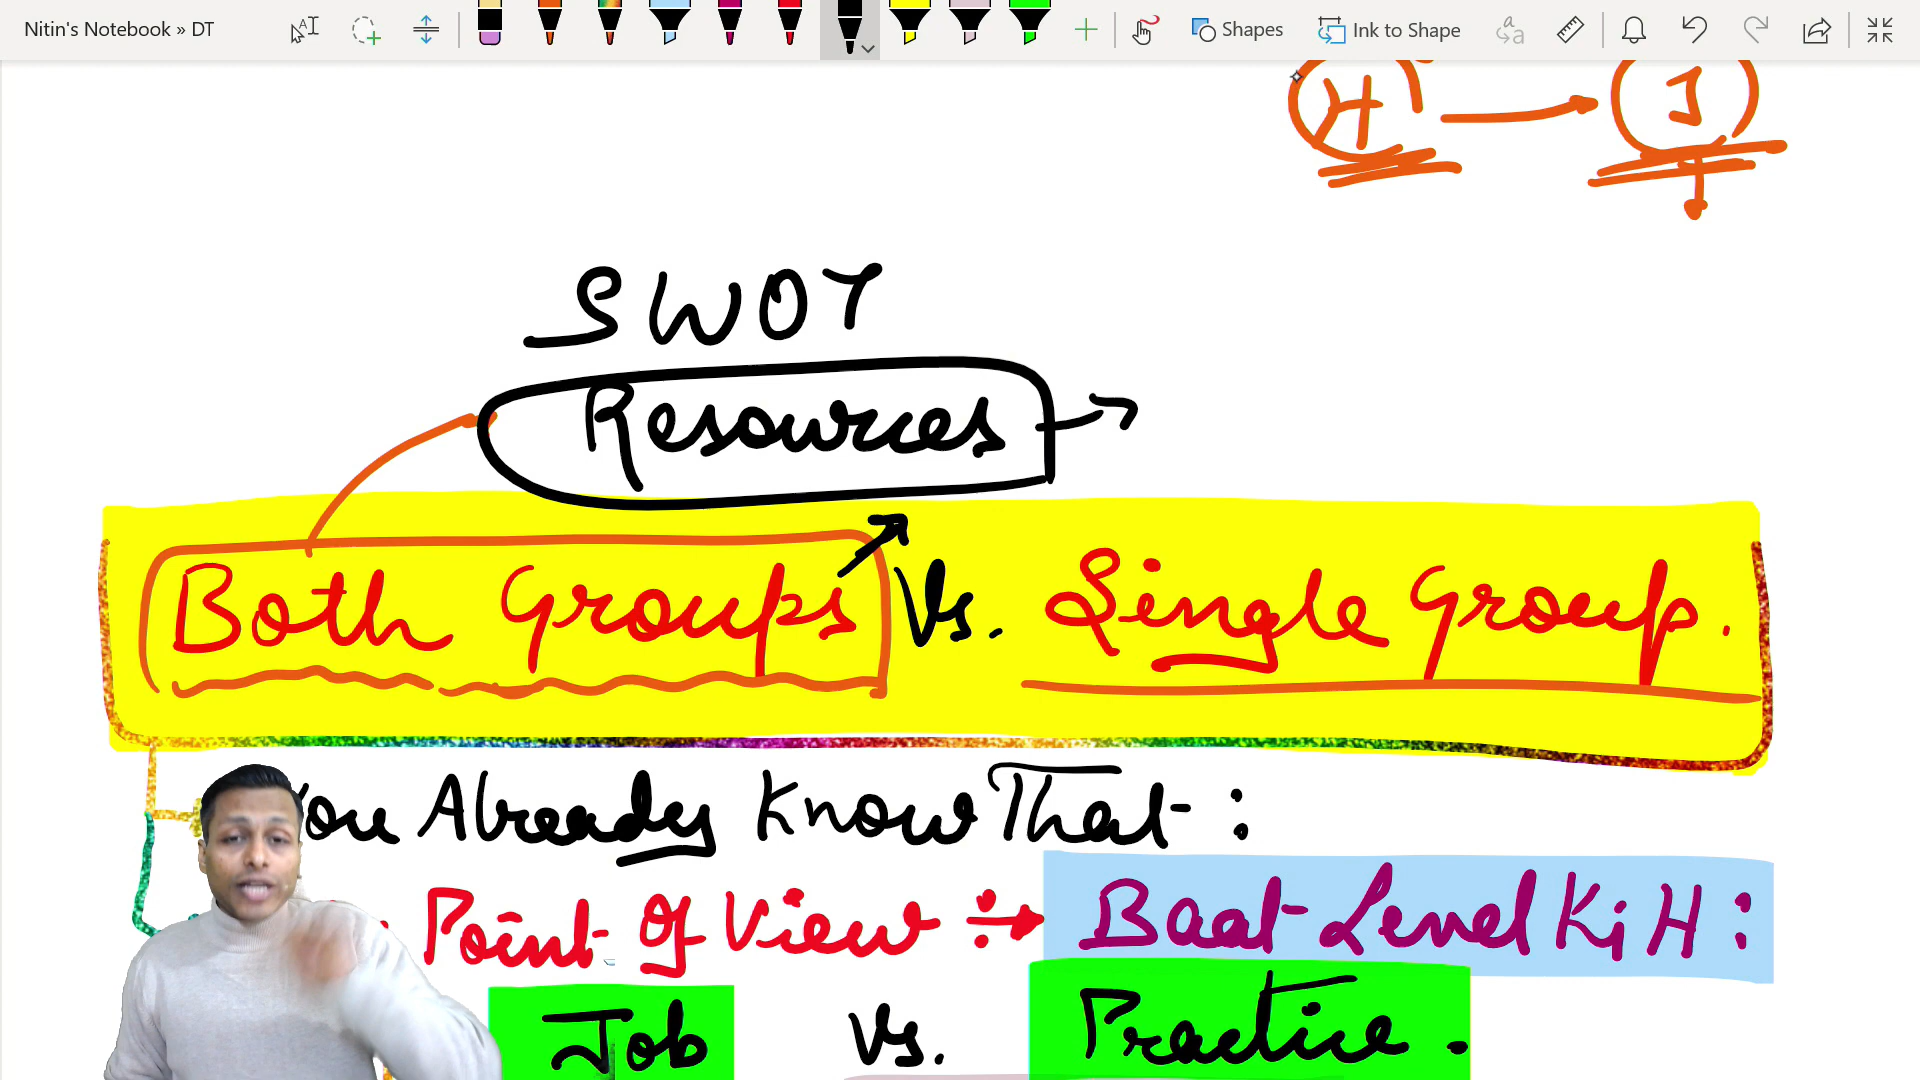 Nitin's Notebook » DT
Shapes
Ink to Shape
H
J
SWOT
Resources
Both Groups Vs. Single Group.
You Already Know That :
Point Of View
Baat Level Ki H :
Job Vs. Practice.